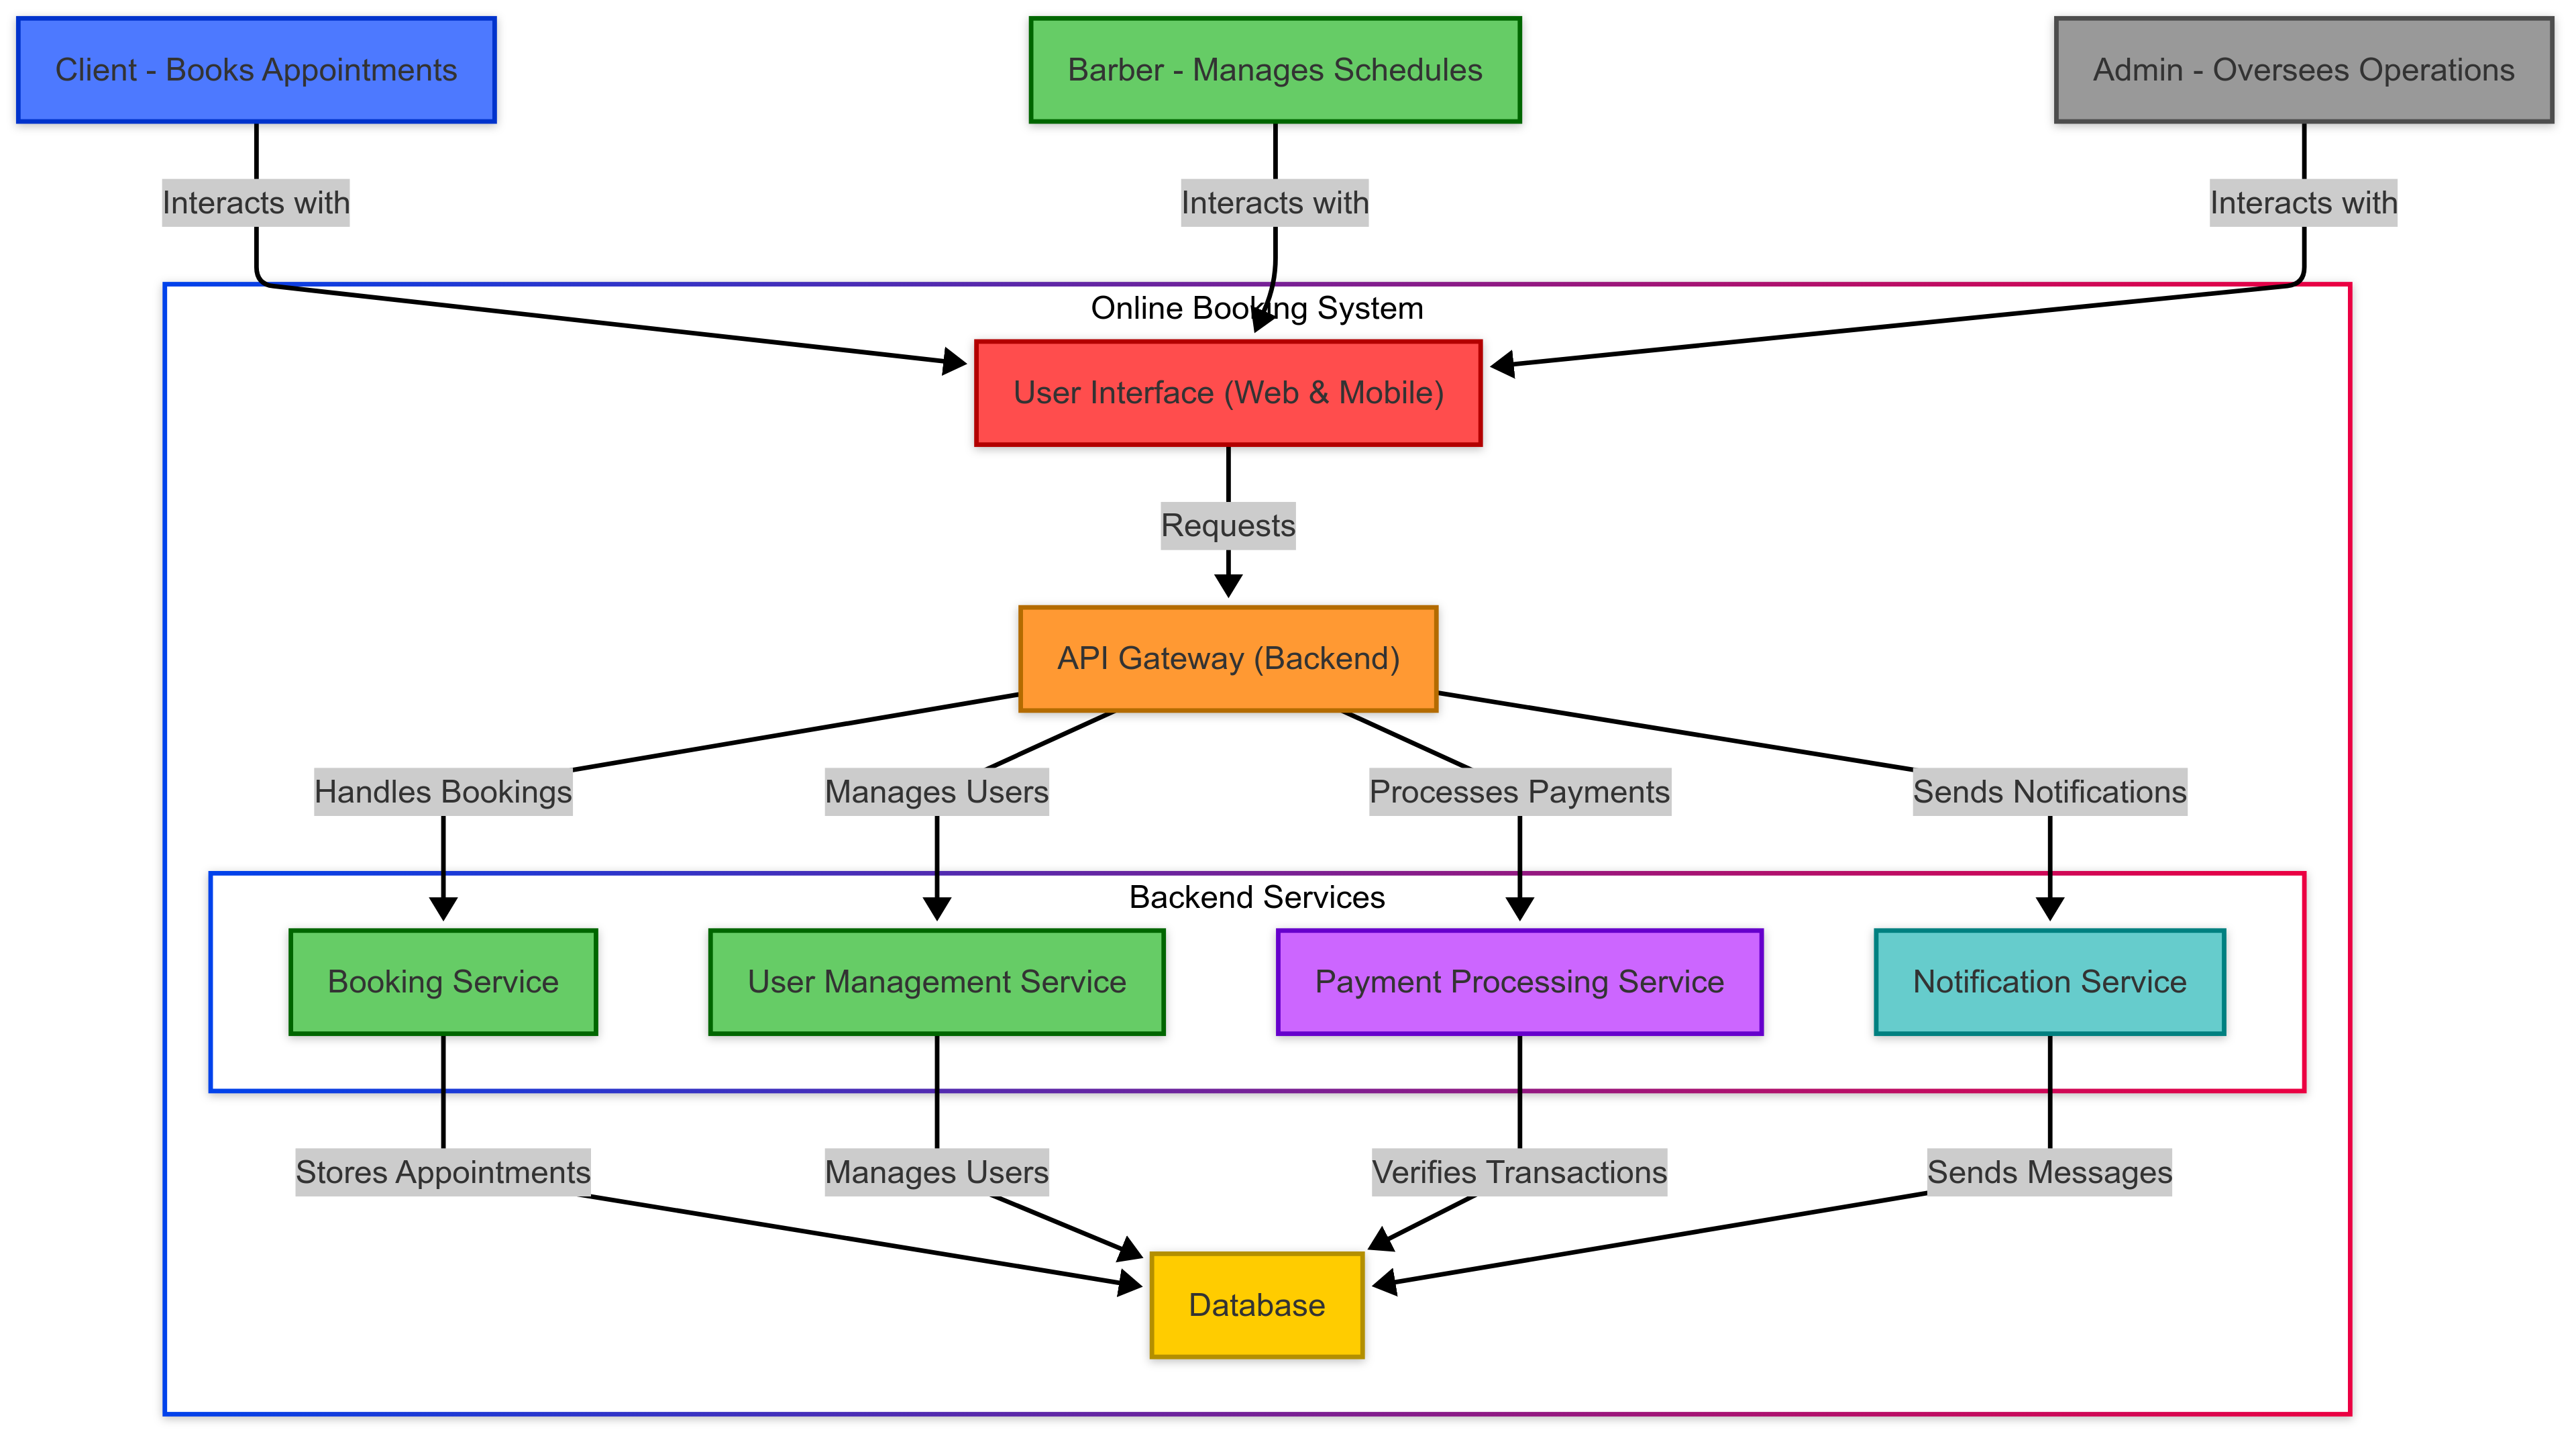 Client - Books Appointments
Barber - Manages Schedules
Admin - Oversees Operations
Interacts with
Interacts with
Interacts with
Online Booking System
User Interface (Web & Mobile)
Requests
API Gateway (Backend)
Handles Bookings
Manages Users
Processes Payments
Sends Notifications
Backend Services
Booking Service
User Management Service
Payment Processing Service
Notification Service
Stores Appointments
Manages Users
Verifies Transactions
Sends Messages
Database